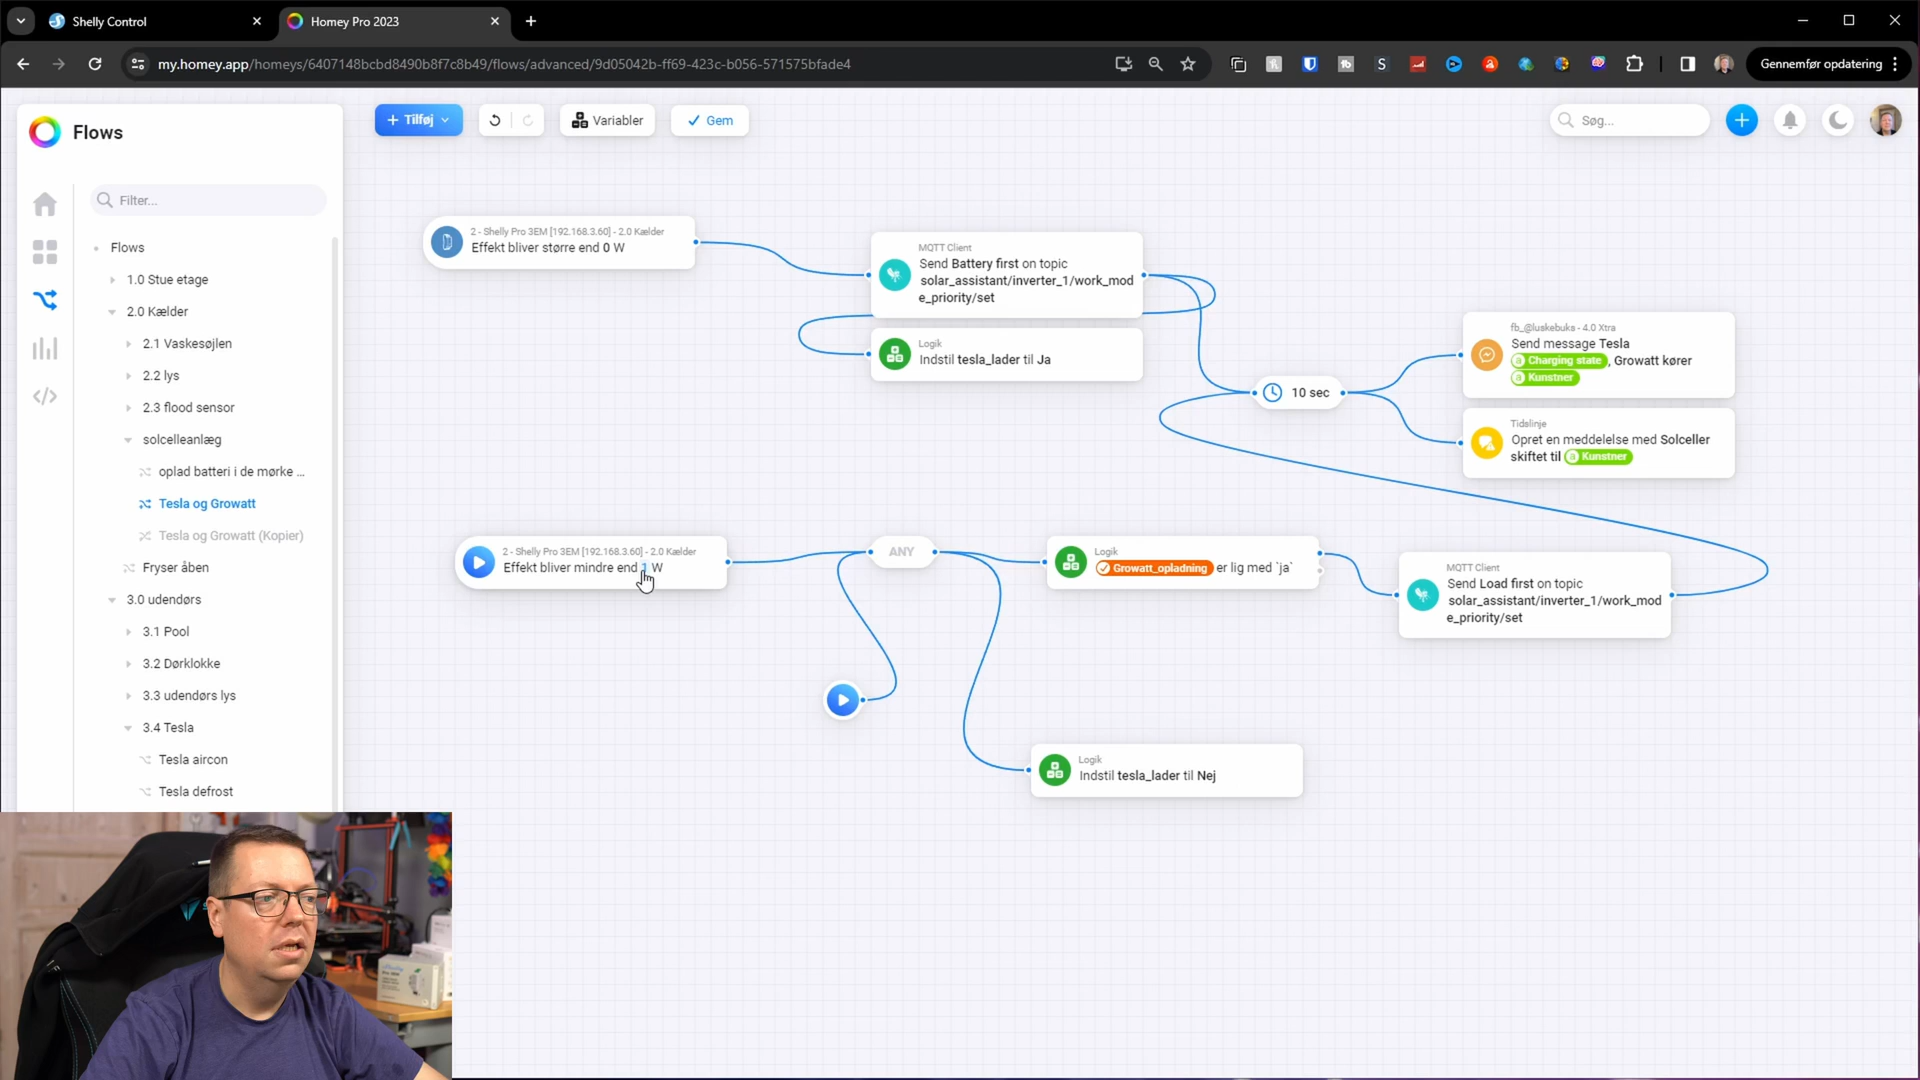 Shelly Control
Homey Pro 2023
my.homey.app/homeys/6407148bcbd8490b8f7c8b49/flows/advanced/9d05042b-ff69-423c-b056-571575bfade4
Gennemfør opdatering
Flows
Filter...
Flows
1.0 Stue etage
2.0 Kælder
2.1 Vaskesøjlen
2.2 lys
2.3 flood sensor
solcelleanlæg
oplad batteri i de mørke ...
Tesla og Growatt
Tesla og Growatt (Kopier)
Fryser åben
3.0 udendørs
3.1 Pool
3.2 Dørklokke
3.3 udendørs lys
3.4 Tesla
Tesla aircon
Tesla defrost
+ Tilføj
Variabler
Gem
Søg...
2 - Shelly Pro 3EM [192.168.3.60] - 2.0 Kælder
Effekt bliver større end 0 W
MQTT Client
Send Battery first on topic
solar_assistant/inverter_1/work_mod
e_priority/set
Logik
Indstil tesla_lader til Ja
10 sec
fb_@luskebuks - 4.0 Xtra
Send message Tesla
Charging state , Growatt kører
Kunstner
Tidslinje
Opret en meddelelse med Solceller
skiftet til Kunstner
2 - Shelly Pro 3EM [192.168.3.60] - 2.0 Kælder
Effekt bliver mindre end 1 W
ANY
Logik
Growatt_opladning er lig med `ja`
MQTT Client
Send Load first on topic
solar_assistant/inverter_1/work_mod
e_priority/set
Logik
Indstil tesla_lader til Nej